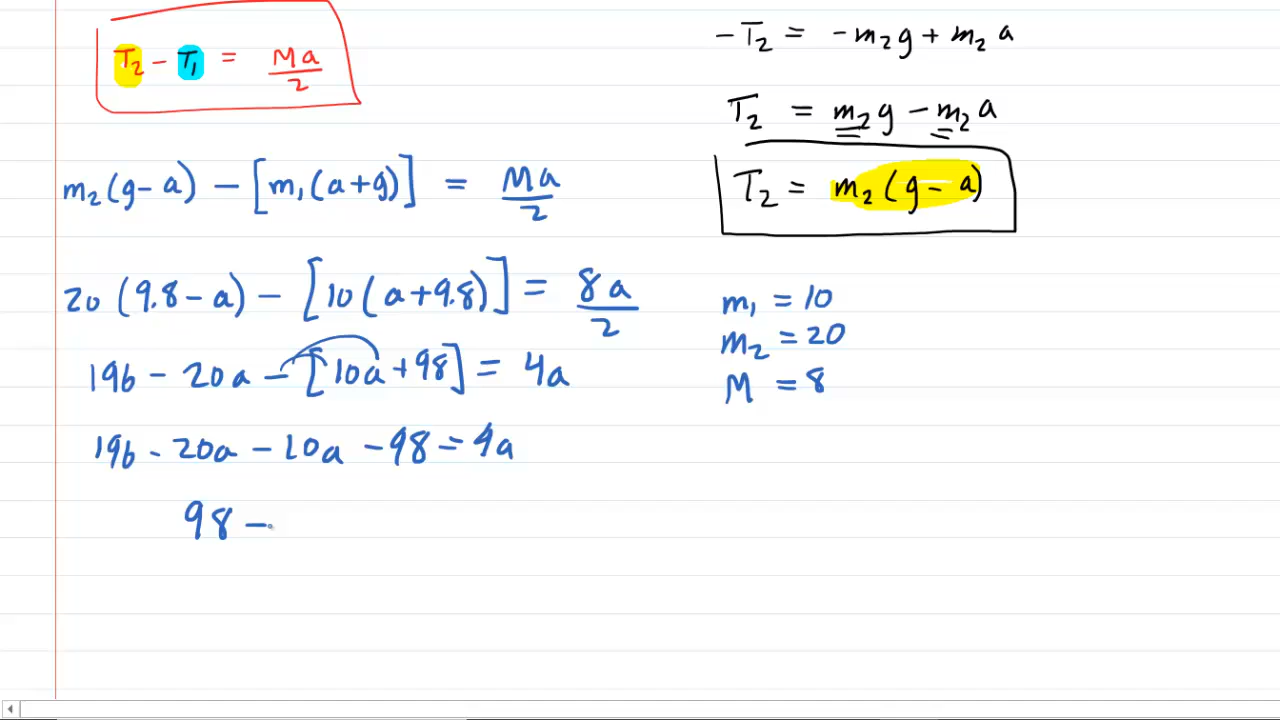 T₂ - T₁ = Ma/2
-T₂ = -m₂g + m₂a
T₂ = m₂g - m₂a
T₂ = m₂(g - a)
m₂(g - a) - [m₁(a+g)] = Ma/2
20(9.8 - a) - [10(a+9.8)] = 8a/2
196 - 20a - [10a + 98] = 4a
196 - 20a - 10a - 98 = 4a
98 -
m₁ = 10
m₂ = 20
M = 8